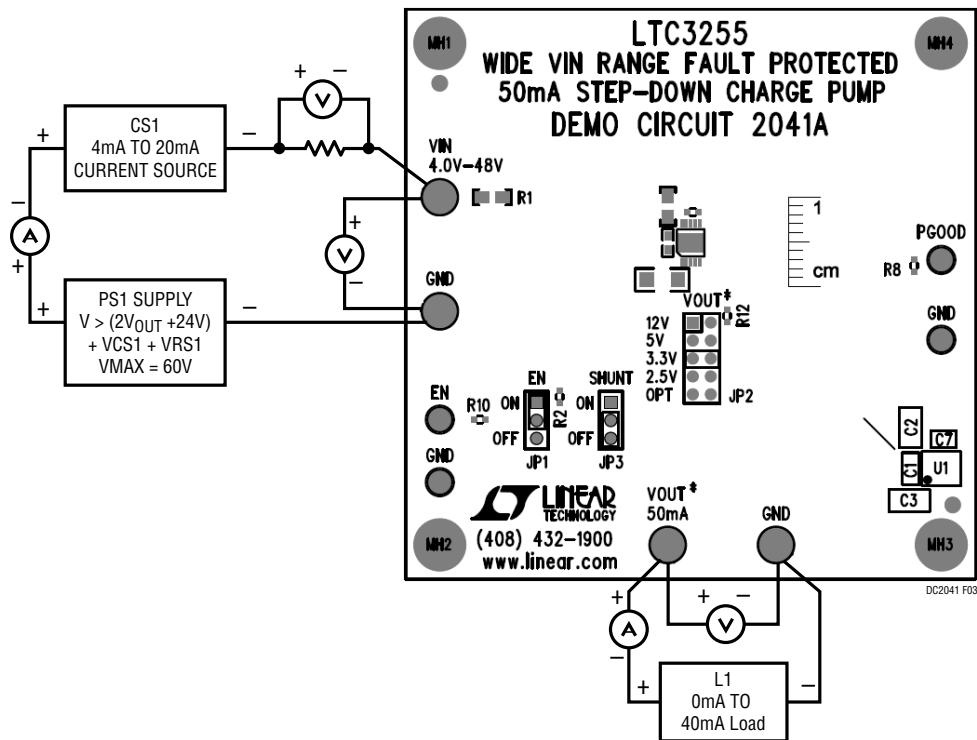 LTC3255
WIDE VIN RANGE FAULT PROTECTED
50mA STEP-DOWN CHARGE PUMP
DEMO CIRCUIT 2041A
MH1
MH4
+ –
V
+
CS1
4mA TO 20mA
CURRENT SOURCE
–
VIN
4.0V–48V
R1
–
A
+
+
V
–
GND
+
PS1 SUPPLY
V > (2VOUT +24V)
+ VCS1 + VRS1
VMAX = 60V
–
1
cm
PGOOD
R8
GND
VOUT*
12V
5V
3.3V
2.5V
OPT
R12
JP2
EN
R10
GND
EN
ON
OFF
R2
JP1
SHUNT
ON
OFF
JP3
C2
C7
C1
U1
C3
LINEAR
TECHNOLOGY
(408) 432-1900
www.linear.com
VOUT*
50mA
GND
MH2
MH3
DC2041 F03
+
A
–
+ –
V
+
L1
0mA TO
40mA Load
–